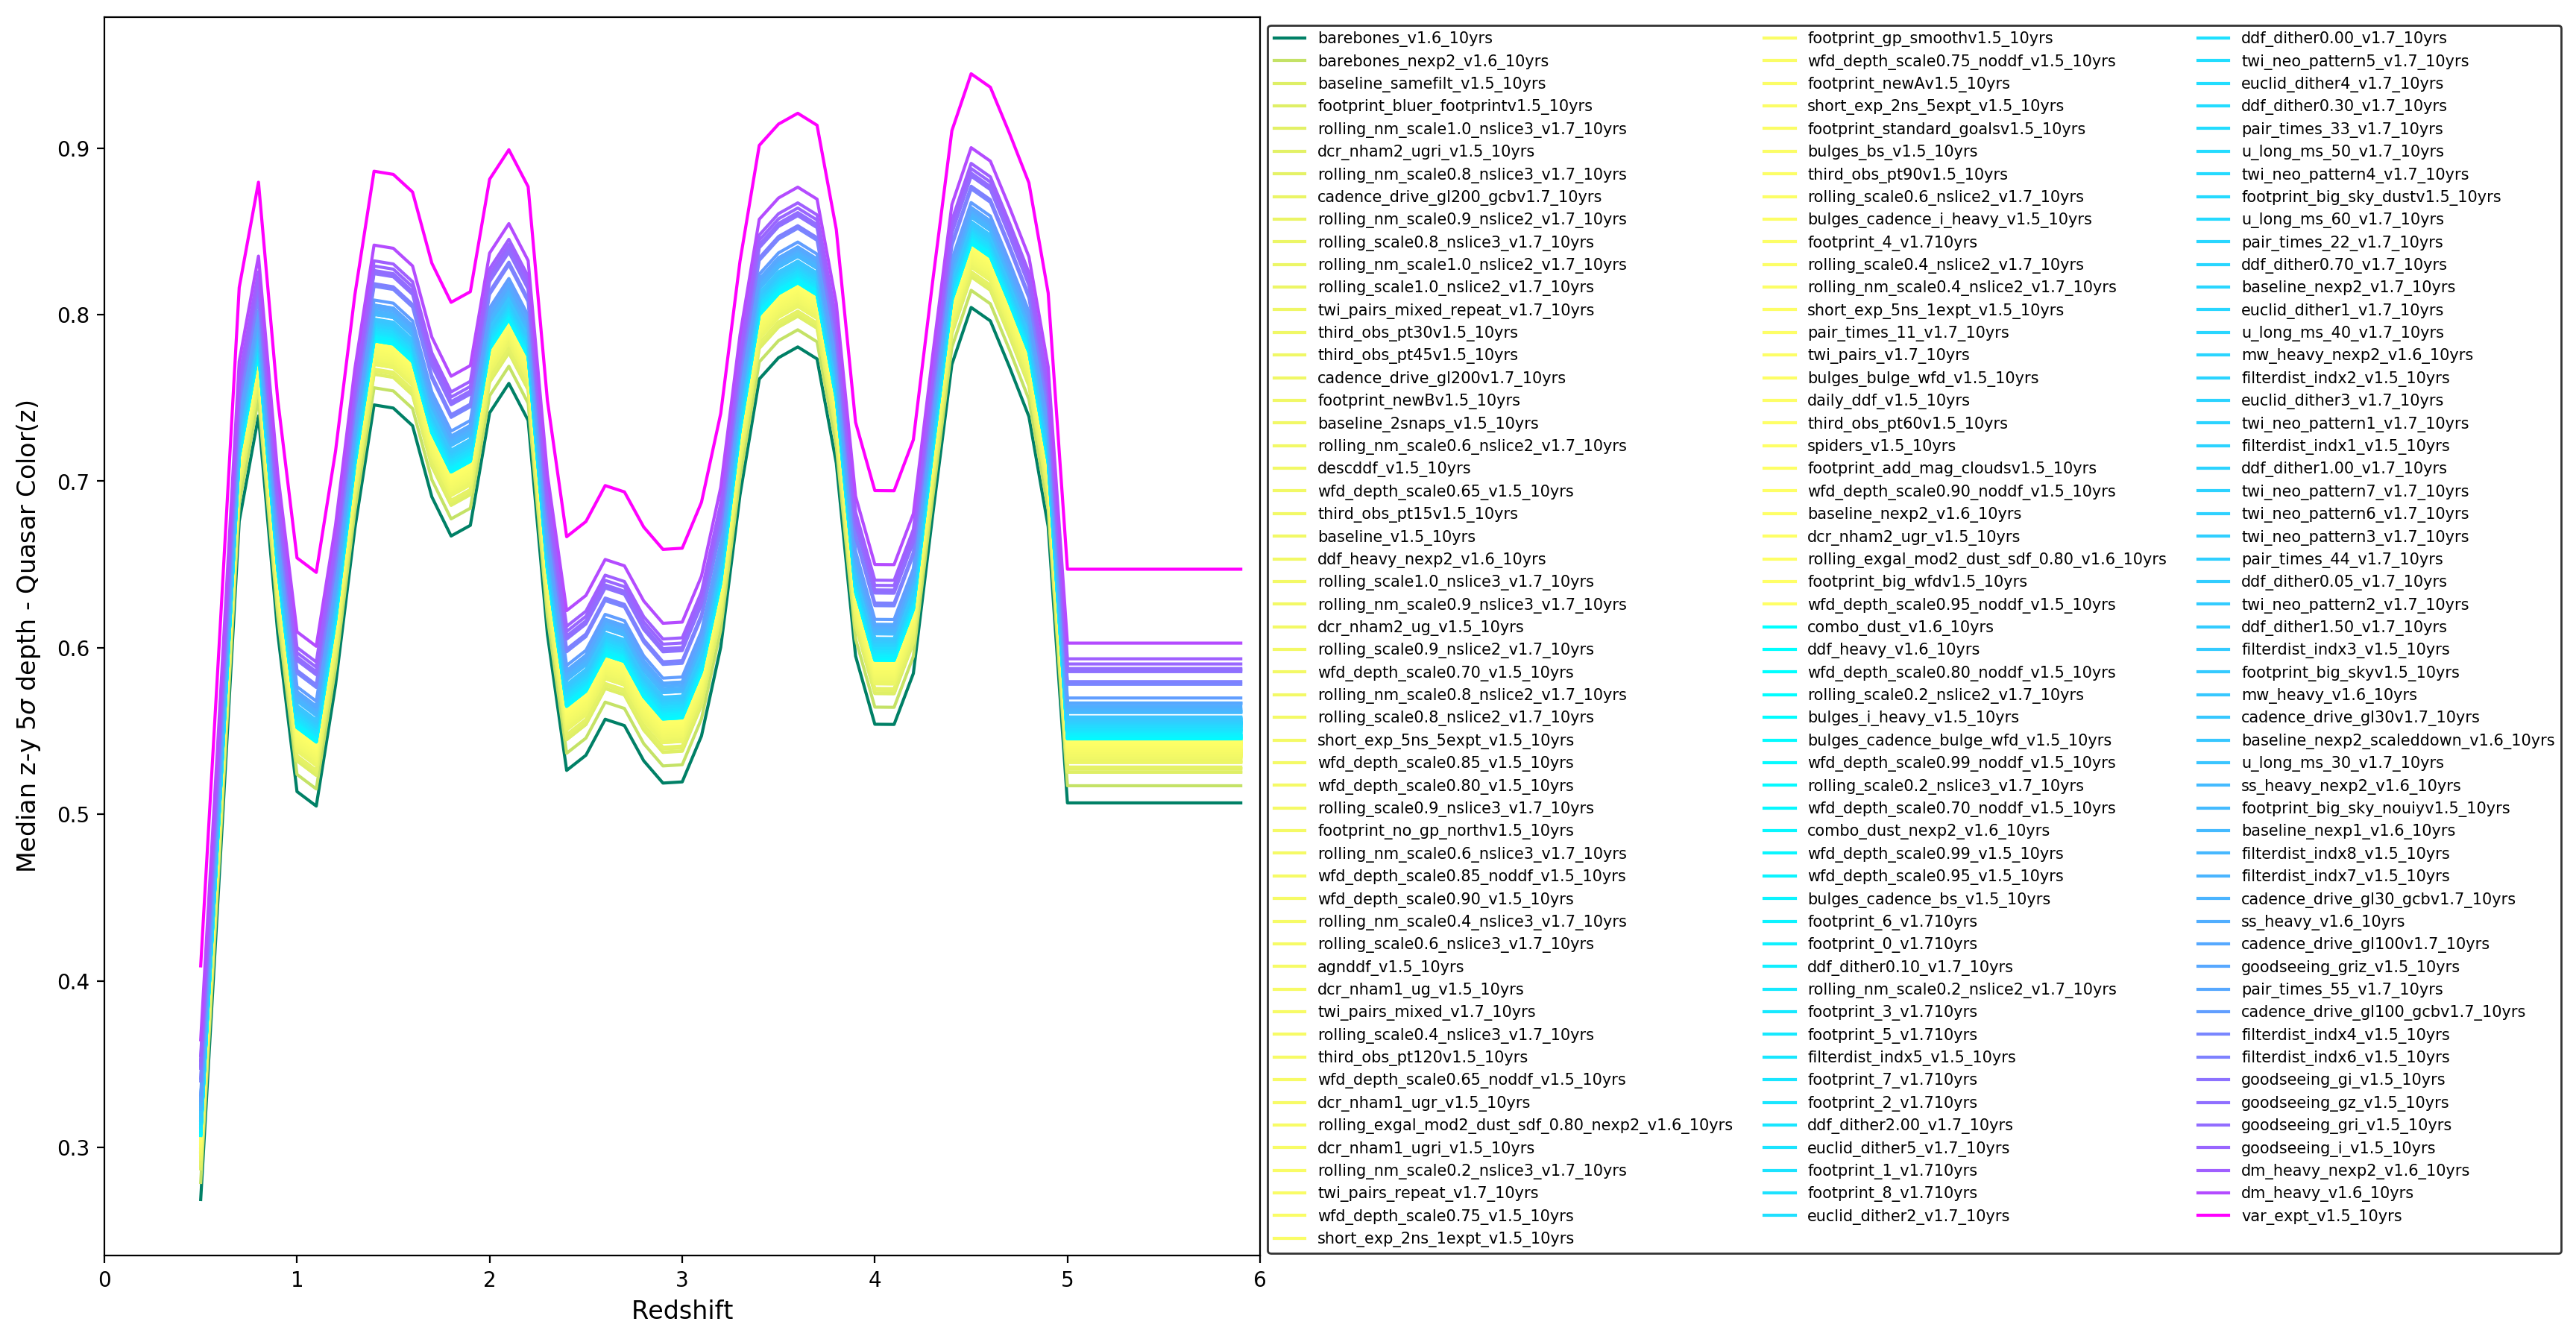 Median z-y 5σ depth - Quasar Color(z)
0.9
0.8
0.7
0.6
0.5
0.4
0.3
0
1
2
3
4
5
6
Redshift
barebones_v1.6_10yrs
barebones_nexp2_v1.6_10yrs
baseline_samefilt_v1.5_10yrs
footprint_bluer_footprintv1.5_10yrs
rolling_nm_scale1.0_nslice3_v1.7_10yrs
dcr_nham2_ugri_v1.5_10yrs
rolling_nm_scale0.8_nslice3_v1.7_10yrs
cadence_drive_gl200_gcbv1.7_10yrs
rolling_nm_scale0.9_nslice2_v1.7_10yrs
rolling_scale0.8_nslice3_v1.7_10yrs
rolling_nm_scale1.0_nslice2_v1.7_10yrs
rolling_scale1.0_nslice2_v1.7_10yrs
twi_pairs_mixed_repeat_v1.7_10yrs
third_obs_pt30v1.5_10yrs
third_obs_pt45v1.5_10yrs
cadence_drive_gl200v1.7_10yrs
footprint_newBv1.5_10yrs
baseline_2snaps_v1.5_10yrs
rolling_nm_scale0.6_nslice2_v1.7_10yrs
descddf_v1.5_10yrs
wfd_depth_scale0.65_v1.5_10yrs
third_obs_pt15v1.5_10yrs
baseline_v1.5_10yrs
ddf_heavy_nexp2_v1.6_10yrs
rolling_scale1.0_nslice3_v1.7_10yrs
rolling_nm_scale0.9_nslice3_v1.7_10yrs
dcr_nham2_ug_v1.5_10yrs
rolling_scale0.9_nslice2_v1.7_10yrs
wfd_depth_scale0.70_v1.5_10yrs
rolling_nm_scale0.8_nslice2_v1.7_10yrs
rolling_scale0.8_nslice2_v1.7_10yrs
short_exp_5ns_5expt_v1.5_10yrs
wfd_depth_scale0.85_v1.5_10yrs
wfd_depth_scale0.80_v1.5_10yrs
rolling_scale0.9_nslice3_v1.7_10yrs
footprint_no_gp_northv1.5_10yrs
rolling_nm_scale0.6_nslice3_v1.7_10yrs
wfd_depth_scale0.85_noddf_v1.5_10yrs
wfd_depth_scale0.90_v1.5_10yrs
rolling_nm_scale0.4_nslice3_v1.7_10yrs
rolling_scale0.6_nslice3_v1.7_10yrs
agnddf_v1.5_10yrs
dcr_nham1_ug_v1.5_10yrs
twi_pairs_mixed_v1.7_10yrs
rolling_scale0.4_nslice3_v1.7_10yrs
third_obs_pt120v1.5_10yrs
wfd_depth_scale0.65_noddf_v1.5_10yrs
dcr_nham1_ugr_v1.5_10yrs
rolling_exgal_mod2_dust_sdf_0.80_nexp2_v1.6_10yrs
dcr_nham1_ugri_v1.5_10yrs
rolling_nm_scale0.2_nslice3_v1.7_10yrs
twi_pairs_repeat_v1.7_10yrs
wfd_depth_scale0.75_v1.5_10yrs
short_exp_2ns_1expt_v1.5_10yrs
footprint_gp_smoothv1.5_10yrs
wfd_depth_scale0.75_noddf_v1.5_10yrs
footprint_newAv1.5_10yrs
short_exp_2ns_5expt_v1.5_10yrs
footprint_standard_goalsv1.5_10yrs
bulges_bs_v1.5_10yrs
third_obs_pt90v1.5_10yrs
rolling_scale0.6_nslice2_v1.7_10yrs
bulges_cadence_i_heavy_v1.5_10yrs
footprint_4_v1.710yrs
rolling_scale0.4_nslice2_v1.7_10yrs
rolling_nm_scale0.4_nslice2_v1.7_10yrs
short_exp_5ns_1expt_v1.5_10yrs
pair_times_11_v1.7_10yrs
twi_pairs_v1.7_10yrs
bulges_bulge_wfd_v1.5_10yrs
daily_ddf_v1.5_10yrs
third_obs_pt60v1.5_10yrs
spiders_v1.5_10yrs
footprint_add_mag_cloudsv1.5_10yrs
wfd_depth_scale0.90_noddf_v1.5_10yrs
baseline_nexp2_v1.6_10yrs
dcr_nham2_ugr_v1.5_10yrs
rolling_exgal_mod2_dust_sdf_0.80_v1.6_10yrs
footprint_big_wfdv1.5_10yrs
wfd_depth_scale0.95_noddf_v1.5_10yrs
combo_dust_v1.6_10yrs
ddf_heavy_v1.6_10yrs
wfd_depth_scale0.80_noddf_v1.5_10yrs
rolling_scale0.2_nslice2_v1.7_10yrs
bulges_i_heavy_v1.5_10yrs
bulges_cadence_bulge_wfd_v1.5_10yrs
wfd_depth_scale0.99_noddf_v1.5_10yrs
rolling_scale0.2_nslice3_v1.7_10yrs
wfd_depth_scale0.70_noddf_v1.5_10yrs
combo_dust_nexp2_v1.6_10yrs
wfd_depth_scale0.99_v1.5_10yrs
wfd_depth_scale0.95_v1.5_10yrs
bulges_cadence_bs_v1.5_10yrs
footprint_6_v1.710yrs
footprint_0_v1.710yrs
ddf_dither0.10_v1.7_10yrs
rolling_nm_scale0.2_nslice2_v1.7_10yrs
footprint_3_v1.710yrs
footprint_5_v1.710yrs
filterdist_indx5_v1.5_10yrs
footprint_7_v1.710yrs
footprint_2_v1.710yrs
ddf_dither2.00_v1.7_10yrs
euclid_dither5_v1.7_10yrs
footprint_1_v1.710yrs
footprint_8_v1.710yrs
euclid_dither2_v1.7_10yrs
ddf_dither0.00_v1.7_10yrs
twi_neo_pattern5_v1.7_10yrs
euclid_dither4_v1.7_10yrs
ddf_dither0.30_v1.7_10yrs
pair_times_33_v1.7_10yrs
u_long_ms_50_v1.7_10yrs
twi_neo_pattern4_v1.7_10yrs
footprint_big_sky_dustv1.5_10yrs
u_long_ms_60_v1.7_10yrs
pair_times_22_v1.7_10yrs
ddf_dither0.70_v1.7_10yrs
baseline_nexp2_v1.7_10yrs
euclid_dither1_v1.7_10yrs
u_long_ms_40_v1.7_10yrs
mw_heavy_nexp2_v1.6_10yrs
filterdist_indx2_v1.5_10yrs
euclid_dither3_v1.7_10yrs
twi_neo_pattern1_v1.7_10yrs
filterdist_indx1_v1.5_10yrs
ddf_dither1.00_v1.7_10yrs
twi_neo_pattern7_v1.7_10yrs
twi_neo_pattern6_v1.7_10yrs
twi_neo_pattern3_v1.7_10yrs
pair_times_44_v1.7_10yrs
ddf_dither0.05_v1.7_10yrs
twi_neo_pattern2_v1.7_10yrs
ddf_dither1.50_v1.7_10yrs
filterdist_indx3_v1.5_10yrs
footprint_big_skyv1.5_10yrs
mw_heavy_v1.6_10yrs
cadence_drive_gl30v1.7_10yrs
baseline_nexp2_scaleddown_v1.6_10yrs
u_long_ms_30_v1.7_10yrs
ss_heavy_nexp2_v1.6_10yrs
footprint_big_sky_nouiyv1.5_10yrs
baseline_nexp1_v1.6_10yrs
filterdist_indx8_v1.5_10yrs
filterdist_indx7_v1.5_10yrs
cadence_drive_gl30_gcbv1.7_10yrs
ss_heavy_v1.6_10yrs
cadence_drive_gl100v1.7_10yrs
goodseeing_griz_v1.5_10yrs
pair_times_55_v1.7_10yrs
cadence_drive_gl100_gcbv1.7_10yrs
filterdist_indx4_v1.5_10yrs
filterdist_indx6_v1.5_10yrs
goodseeing_gi_v1.5_10yrs
goodseeing_gz_v1.5_10yrs
goodseeing_gri_v1.5_10yrs
goodseeing_i_v1.5_10yrs
dm_heavy_nexp2_v1.6_10yrs
dm_heavy_v1.6_10yrs
var_expt_v1.5_10yrs